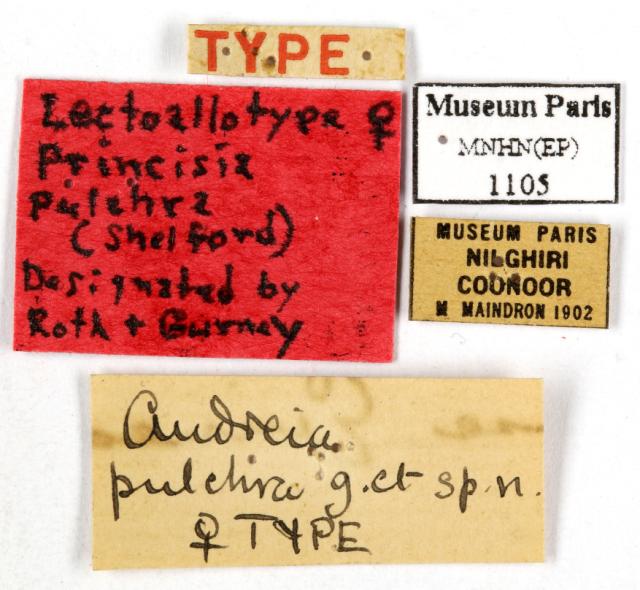 TYPE
Lectoallotype ♀
Princisia
pulchra
(Shelford)
Designated by
Roth + Gurney
Museum Paris
MNHN(EP)
1105
MUSEUM PARIS
NILGHIRI
COONOOR
M MAINDRON 1902
Audreia
pulchra g.et sp.n.
♀ TYPE